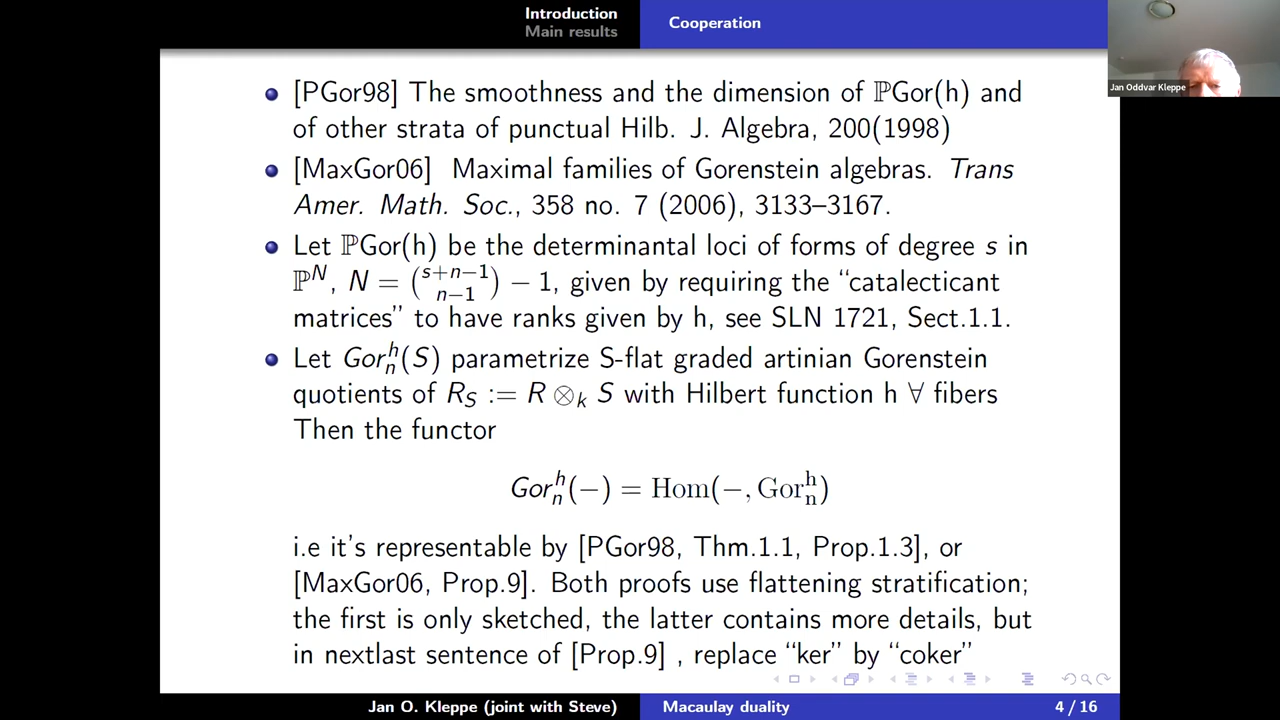 Introduction
Main results
Cooperation
Jan Oddvar Kleppe
[PGor98] The smoothness and the dimension of ℙGor(h) and
of other strata of punctual Hilb. J. Algebra, 200(1998)
[MaxGor06] Maximal families of Gorenstein algebras. Trans
Amer. Math. Soc., 358 no. 7 (2006), 3133–3167.
Let ℙGor(h) be the determinantal loci of forms of degree s in
ℙ^N, N = \binom{s+n−1}{n−1} − 1, given by requiring the “catalecticant
matrices” to have ranks given by h, see SLN 1721, Sect.1.1.
Let Gor_n^h(S) parametrize S-flat graded artinian Gorenstein
quotients of R_S := R ⊗_k S with Hilbert function h ∀ fibers
Then the functor
Gor_n^h(−) = Hom(−, Gor_n^h)
i.e it's representable by [PGor98, Thm.1.1, Prop.1.3], or
[MaxGor06, Prop.9]. Both proofs use flattening stratification;
the first is only sketched, the latter contains more details, but
in nextlast sentence of [Prop.9] , replace “ker” by “coker”
Jan O. Kleppe (joint with Steve)
Macaulay duality
4 / 16